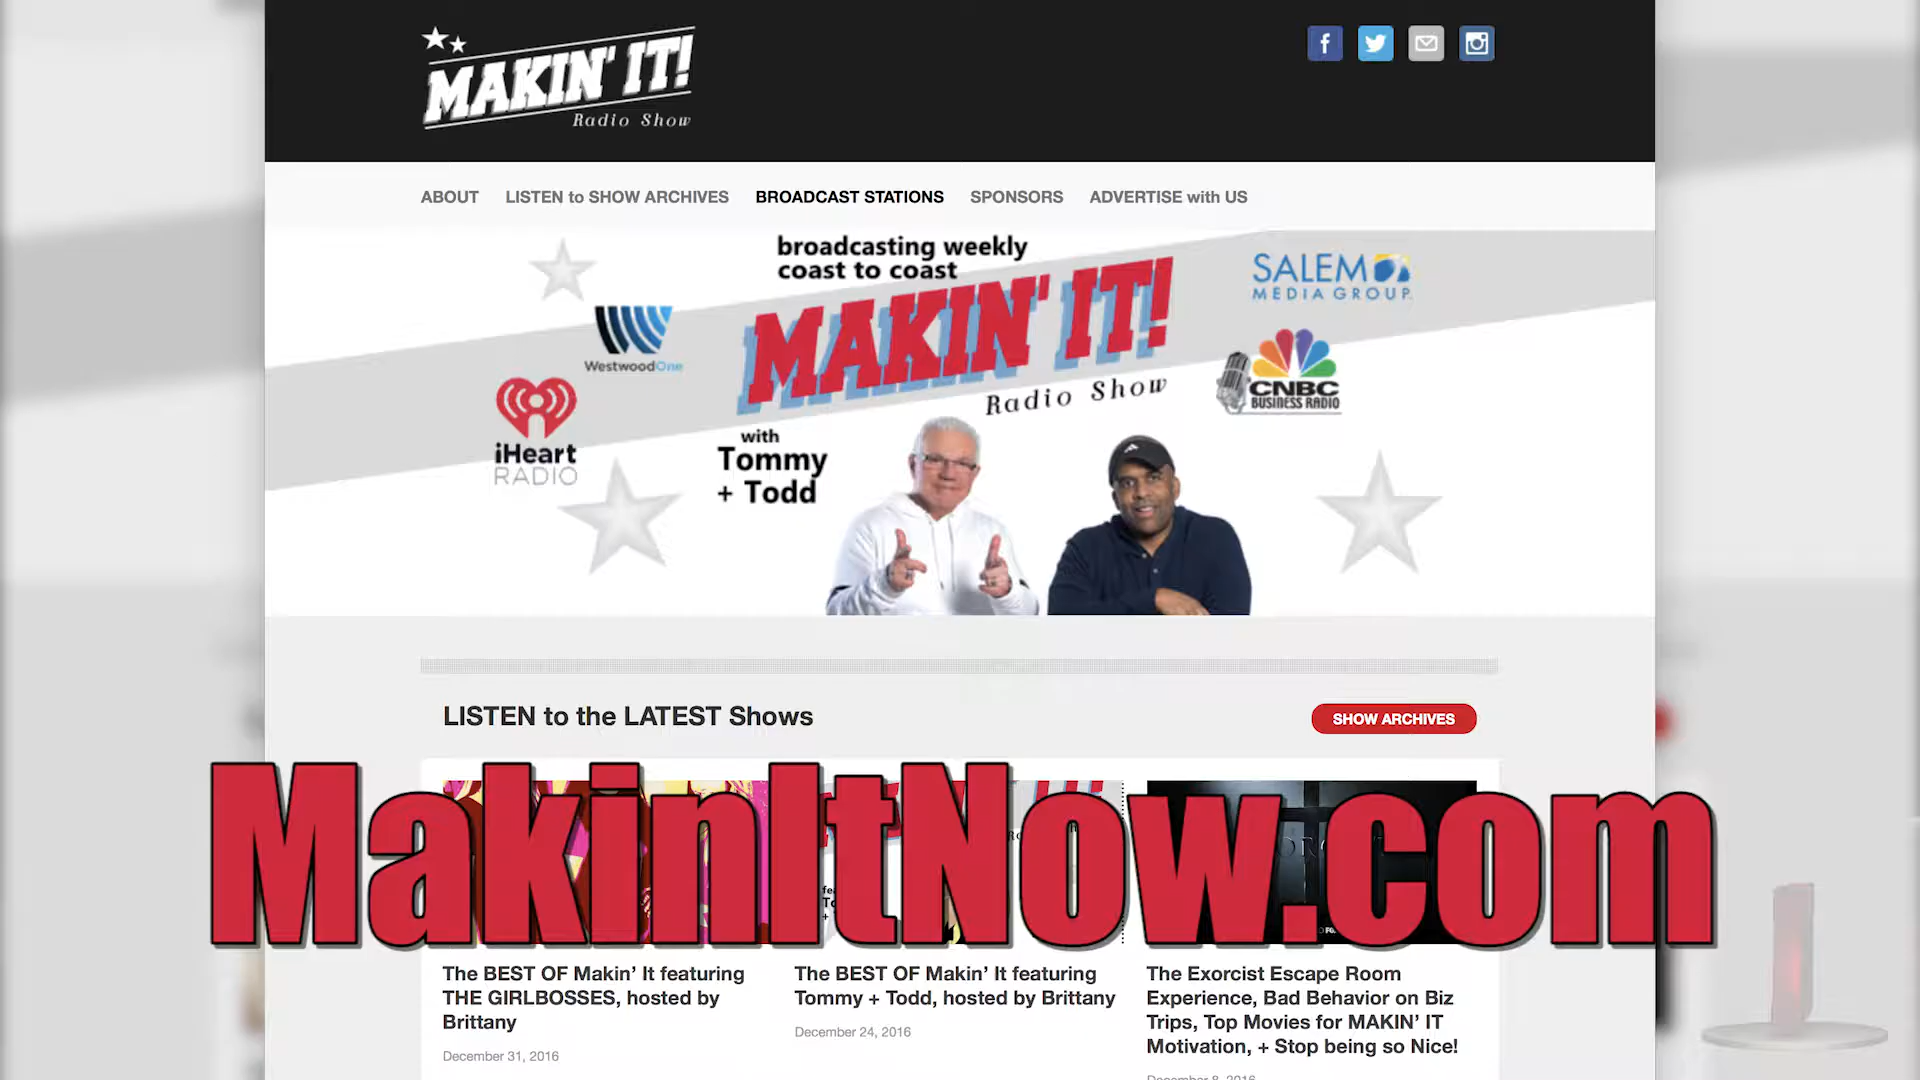 MAKIN' IT!
Radio Show
ABOUT LISTEN to SHOW ARCHIVES BROADCAST STATIONS SPONSORS ADVERTISE with US
broadcasting weekly
coast to coast
MAKIN' IT!
Radio Show
SALEM
MEDIA GROUP
WestwoodOne
CNBC
BUSINESS RADIO
iHeart
RADIO
with
Tommy
+ Todd
LISTEN to the LATEST Shows
SHOW ARCHIVES
MakinItNow.com
The BEST OF Makin’ It featuring
THE GIRLBOSSES, hosted by
Brittany
December 31, 2016
The BEST OF Makin’ It featuring
Tommy + Todd, hosted by Brittany
December 24, 2016
The Exorcist Escape Room
Experience, Bad Behavior on Biz
Trips, Top Movies for MAKIN’ IT
Motivation, + Stop being so Nice!
December 8, 2016